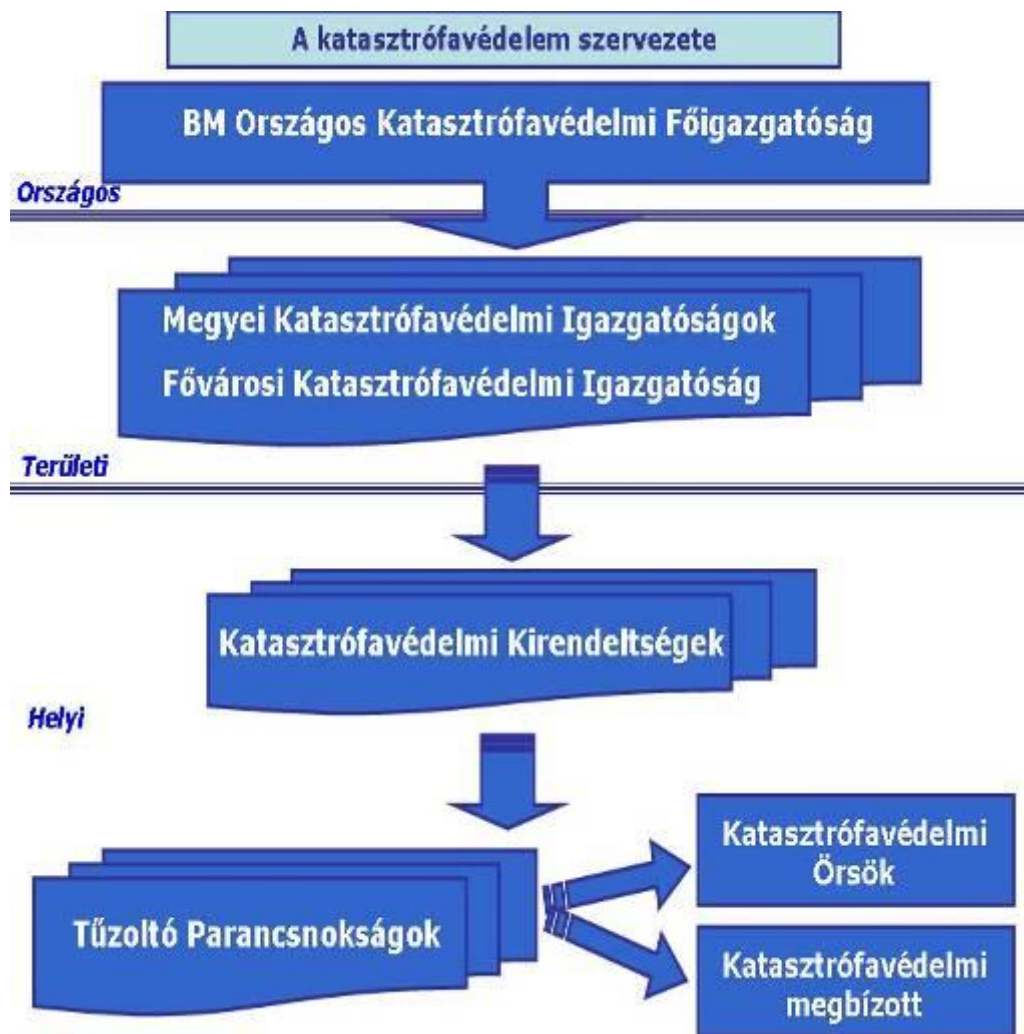 A katasztrófavédelem szervezete
BM Országos Katasztrófavédelmi Főigazgatóság
Országos
Megyei Katasztrófavédelmi Igazgatóságok
Fővárosi Katasztrófavédelmi Igazgatóság
Területi
Katasztrófavédelmi Kirendeltségek
Helyi
Tűzoltó Parancsnokságok
Katasztrófavédelmi
Őrsök
Katasztrófavédelmi
megbízott